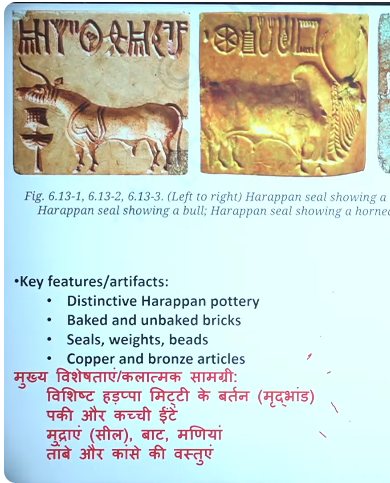 Fig. 6.13-1, 6.13-2, 6.13-3. (Left to right) Harappan seal showing a
Harappan seal showing a bull; Harappan seal showing a horne
•Key features/artifacts:
• Distinctive Harappan pottery
• Baked and unbaked bricks
• Seals, weights, beads
• Copper and bronze articles
मुख्य विशेषताएं/कलात्मक सामग्री:
विशिष्ट हड़प्पा मिट्टी के बर्तन (मृद्भांड)
पकी और कच्ची ईंटें
मुद्राएं (सील), बाट, मणियां
तांबे और कांसे की वस्तुएं